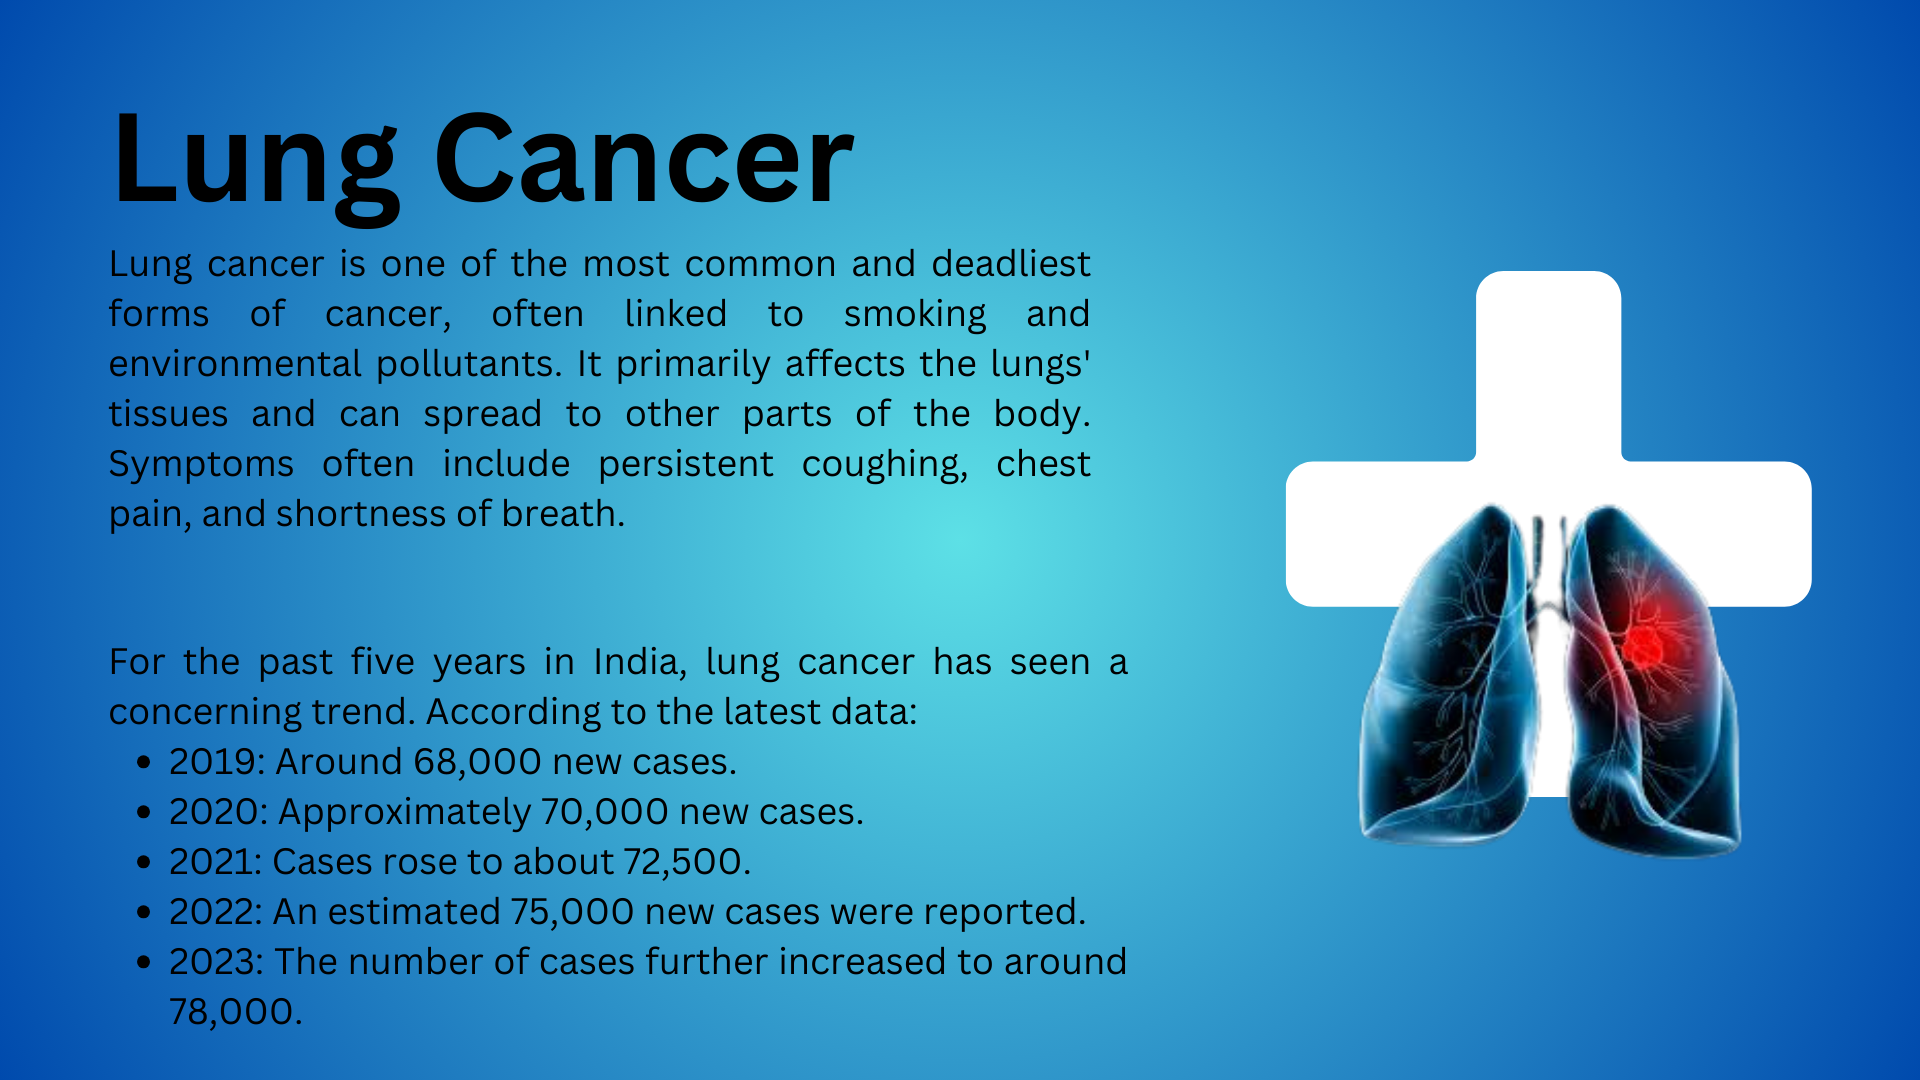 Lung Cancer
Lung cancer is one of the most common and deadliest
forms of cancer, often linked to smoking and
environmental pollutants. It primarily affects the lungs'
tissues and can spread to other parts of the body.
Symptoms often include persistent coughing, chest
pain, and shortness of breath.
For the past five years in India, lung cancer has seen a
concerning trend. According to the latest data:
• 2019: Around 68,000 new cases.
• 2020: Approximately 70,000 new cases.
• 2021: Cases rose to about 72,500.
• 2022: An estimated 75,000 new cases were reported.
• 2023: The number of cases further increased to around
78,000.